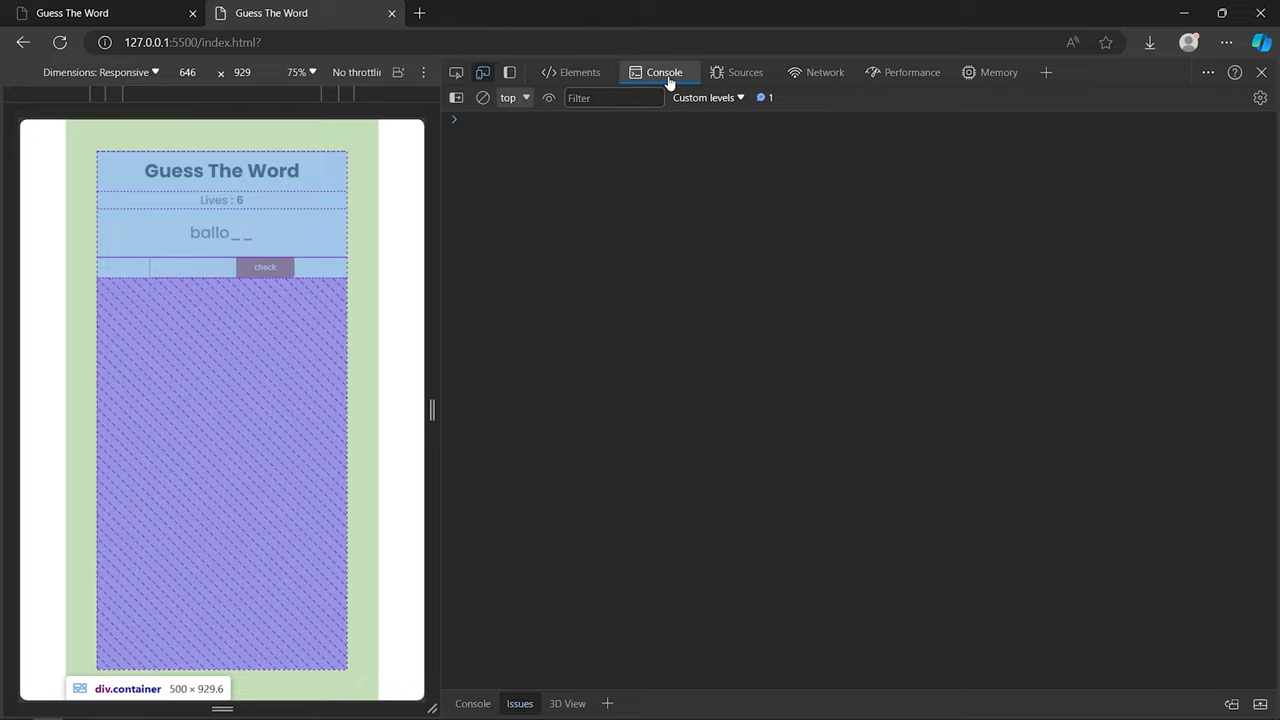 Guess The Word
Guess The Word
127.0.0.1:5500/index.html?
Dimensions: Responsive 646 x 929 75% No throttli
Elements Console Sources Network Performance Memory
top Filter Custom levels 1
Guess The Word
Lives : 6
ballo_ _
check
div.container 500 × 929.6
Console Issues 3D View